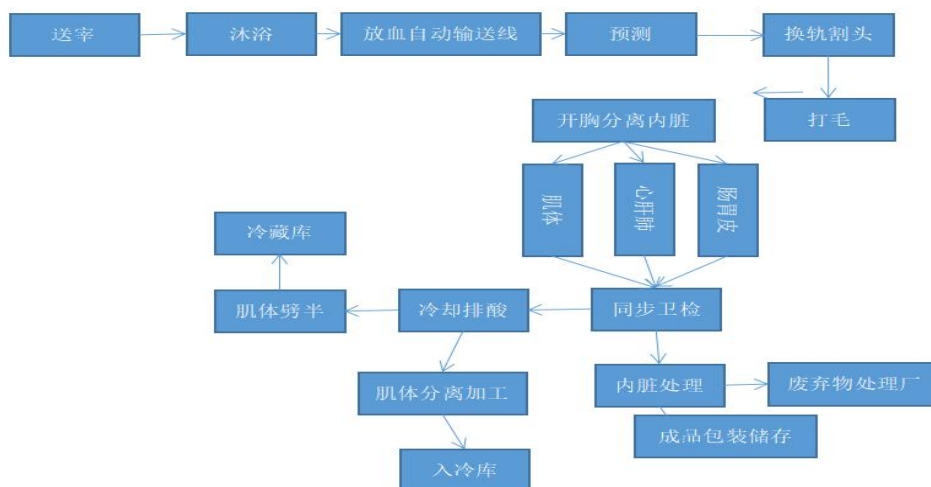 送宰
沐浴
放血自动输送线
预测
换轨割头
打毛
开胸分离内脏
肌体
心肝肺
肠胃皮
冷藏库
肌体劈半
冷却排酸
同步卫检
肌体分离加工
内脏处理
废弃物处理厂
成品包装储存
入冷库